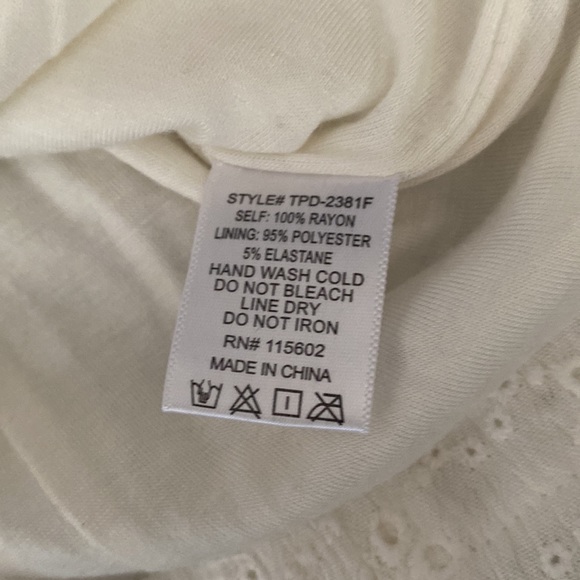 STYLE# TPD-2381F
SELF: 100% RAYON
LINING: 95% POLYESTER
5% ELASTANE
HAND WASH COLD
DO NOT BLEACH
LINE DRY
DO NOT IRON
RN# 115602
MADE IN CHINA